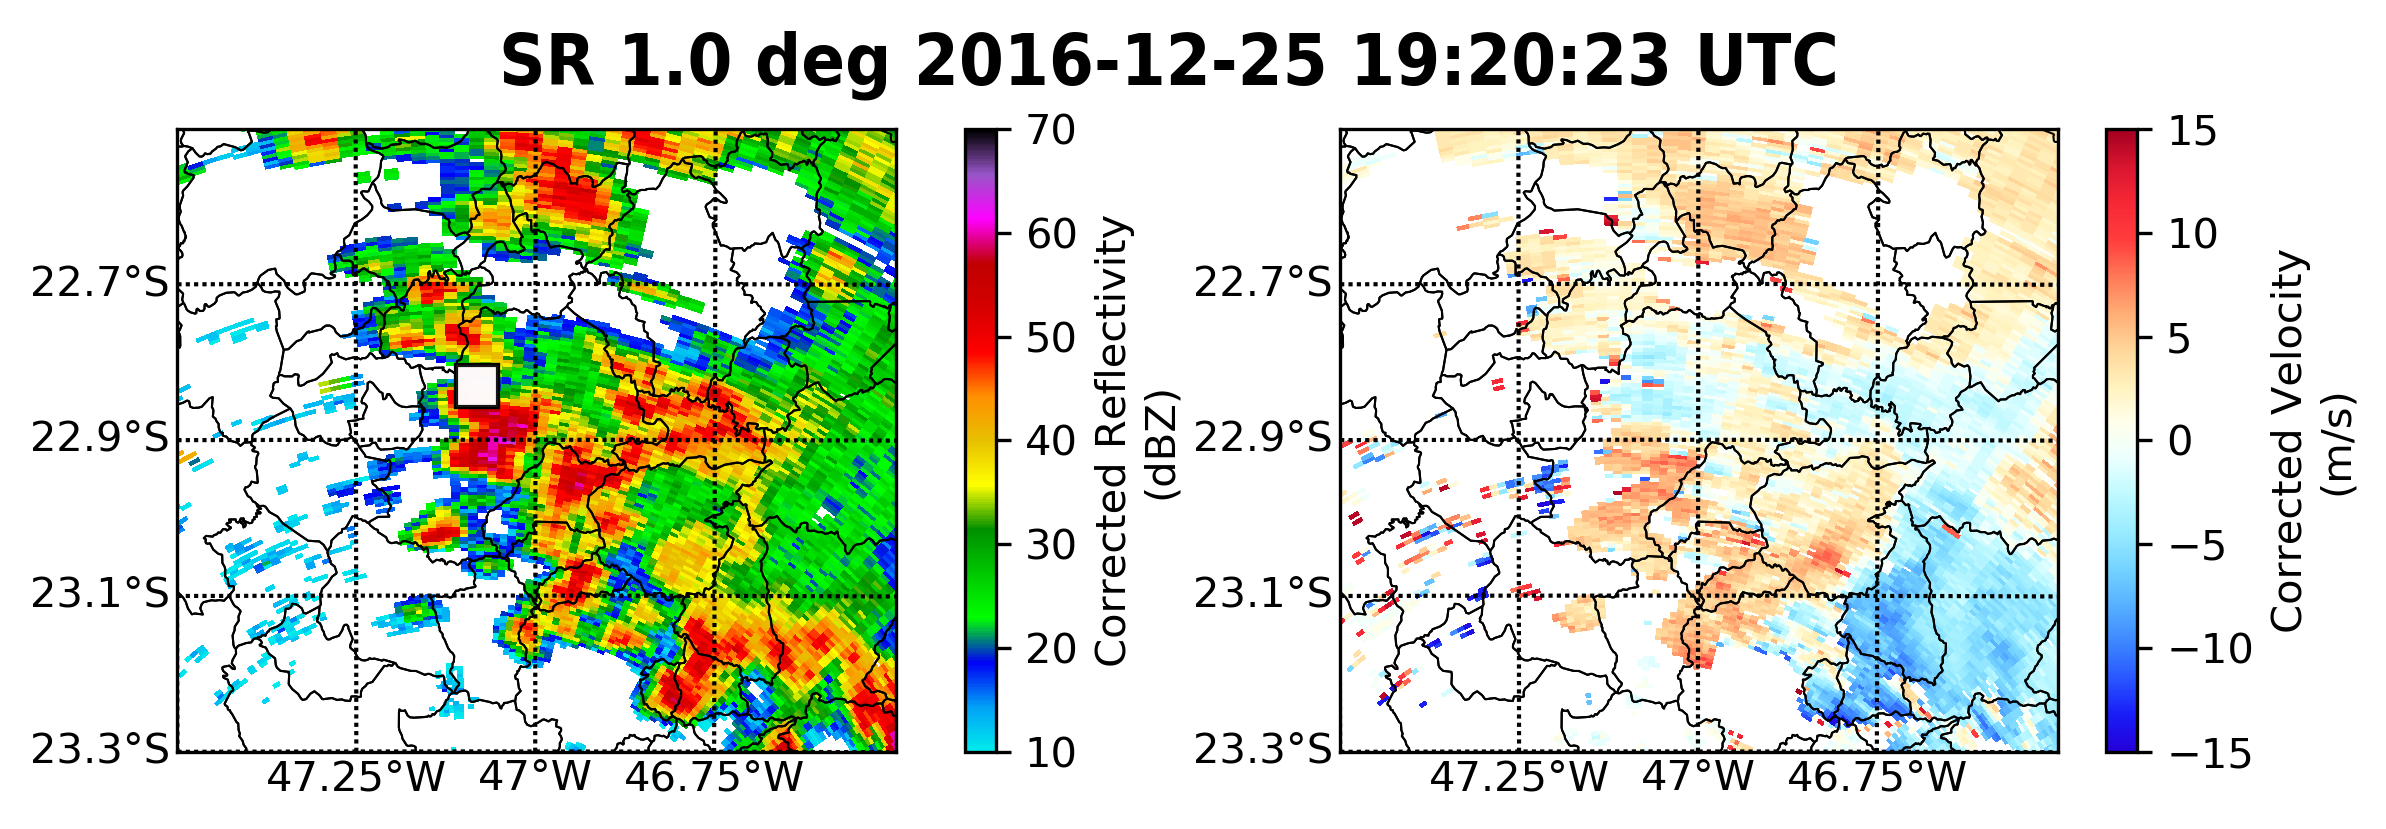 SR 1.0 deg 2016-12-25 19:20:23 UTC
22.7°S
22.9°S
23.1°S
23.3°S
47.25°W 47°W 46.75°W
70
60
50
40
30
20
10
Corrected Reflectivity
(dBZ)
22.7°S
22.9°S
23.1°S
23.3°S
47.25°W 47°W 46.75°W
15
10
5
0
−5
−10
−15
Corrected Velocity
(m/s)